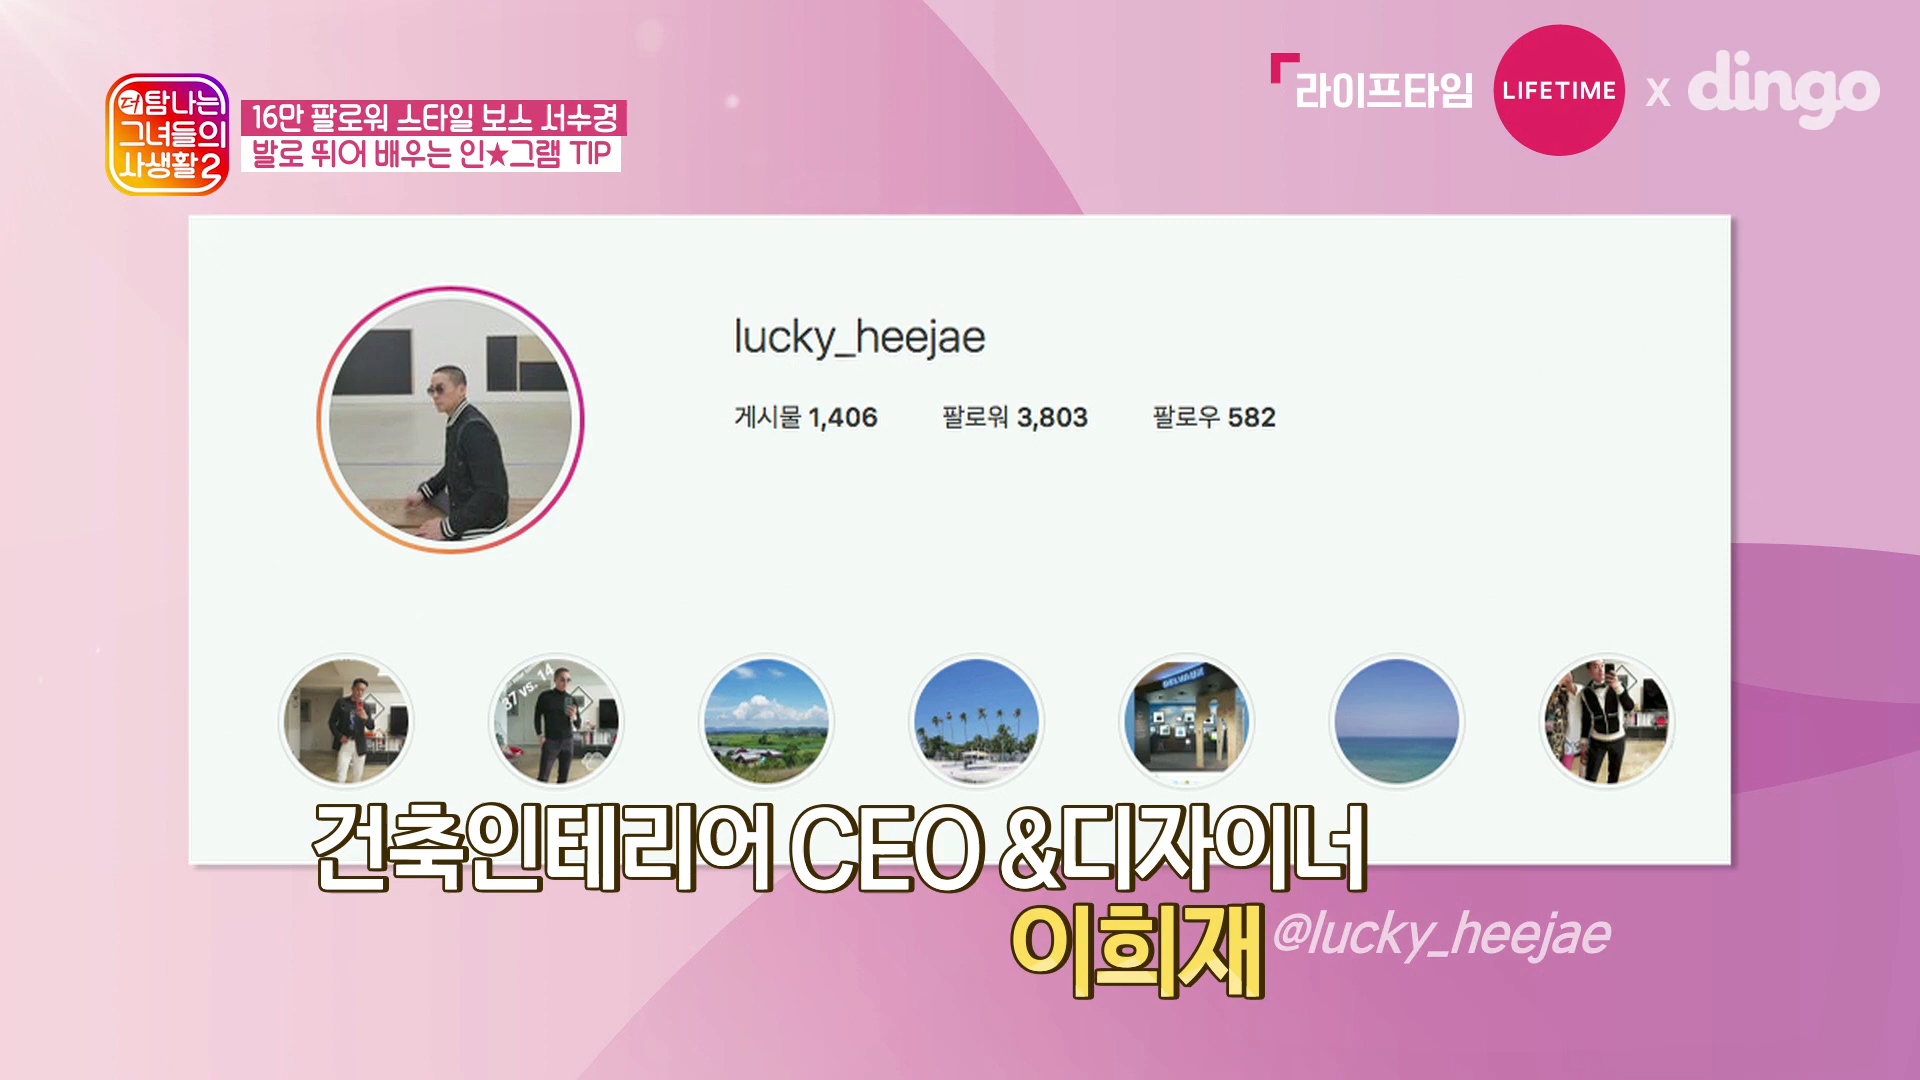 더 탐나는
그녀들의
사생활2
16만 팔로워 스타일 보스 서수경
발로 뛰어 배우는 인★그램 TIP
라이프타임
LIFETIME
x
dingo
lucky_heejae
게시물 1,406 팔로워 3,803 팔로우 582
37 vs. 14
건축인테리어 CEO &디자이너
이희재 @lucky_heejae